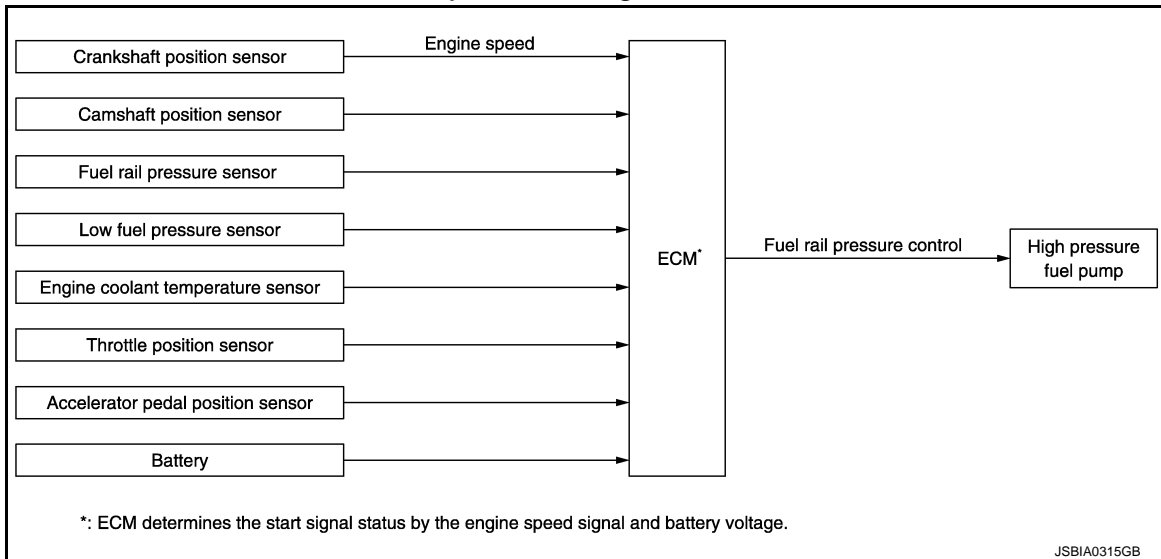 Crankshaft position sensor
Engine speed
Camshaft position sensor
Fuel rail pressure sensor
Low fuel pressure sensor
Engine coolant temperature sensor
Throttle position sensor
Accelerator pedal position sensor
Battery
ECM*
Fuel rail pressure control
High pressure
fuel pump
*: ECM determines the start signal status by the engine speed signal and battery voltage.
JSBIA0315GB